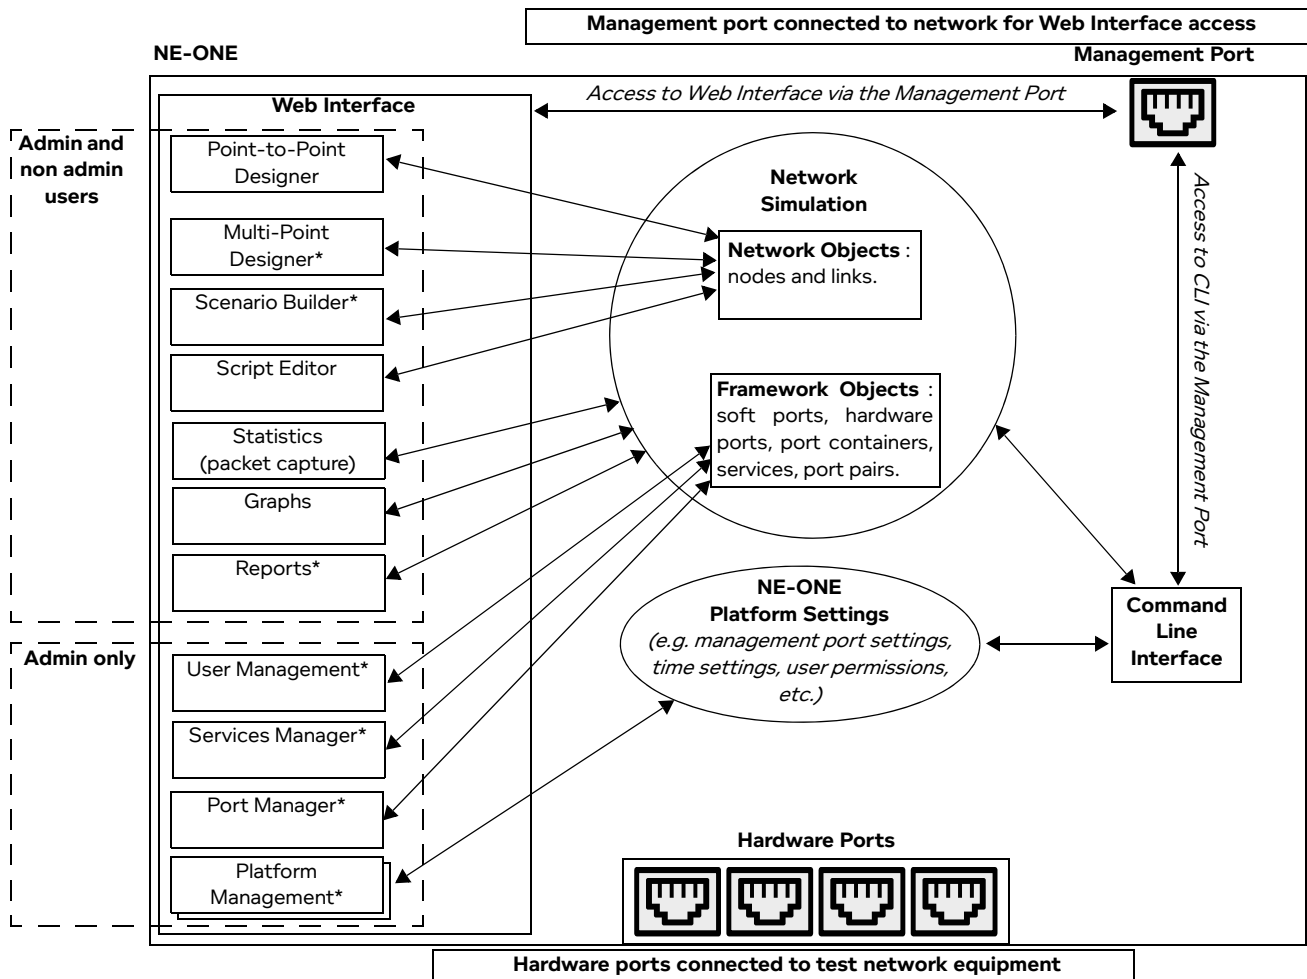 Management port connected to network for Web Interface access
NE-ONE
Management Port
Web Interface
Access to Web Interface via the Management Port
Admin and
non admin
users
Point-to-Point
Designer
Multi-Point
Designer*
Scenario Builder*
Script Editor
Statistics
(packet capture)
Graphs
Reports*
Network
Simulation
Network Objects :
nodes and links.
Framework Objects :
soft ports, hardware
ports, port containers,
services, port pairs.
Access to CLI via the Management Port
Admin only
User Management*
Services Manager*
Port Manager*
Platform
Management*
NE-ONE
Platform Settings
(e.g. management port settings,
time settings, user permissions,
etc.)
Command
Line
Interface
Hardware Ports
Hardware ports connected to test network equipment